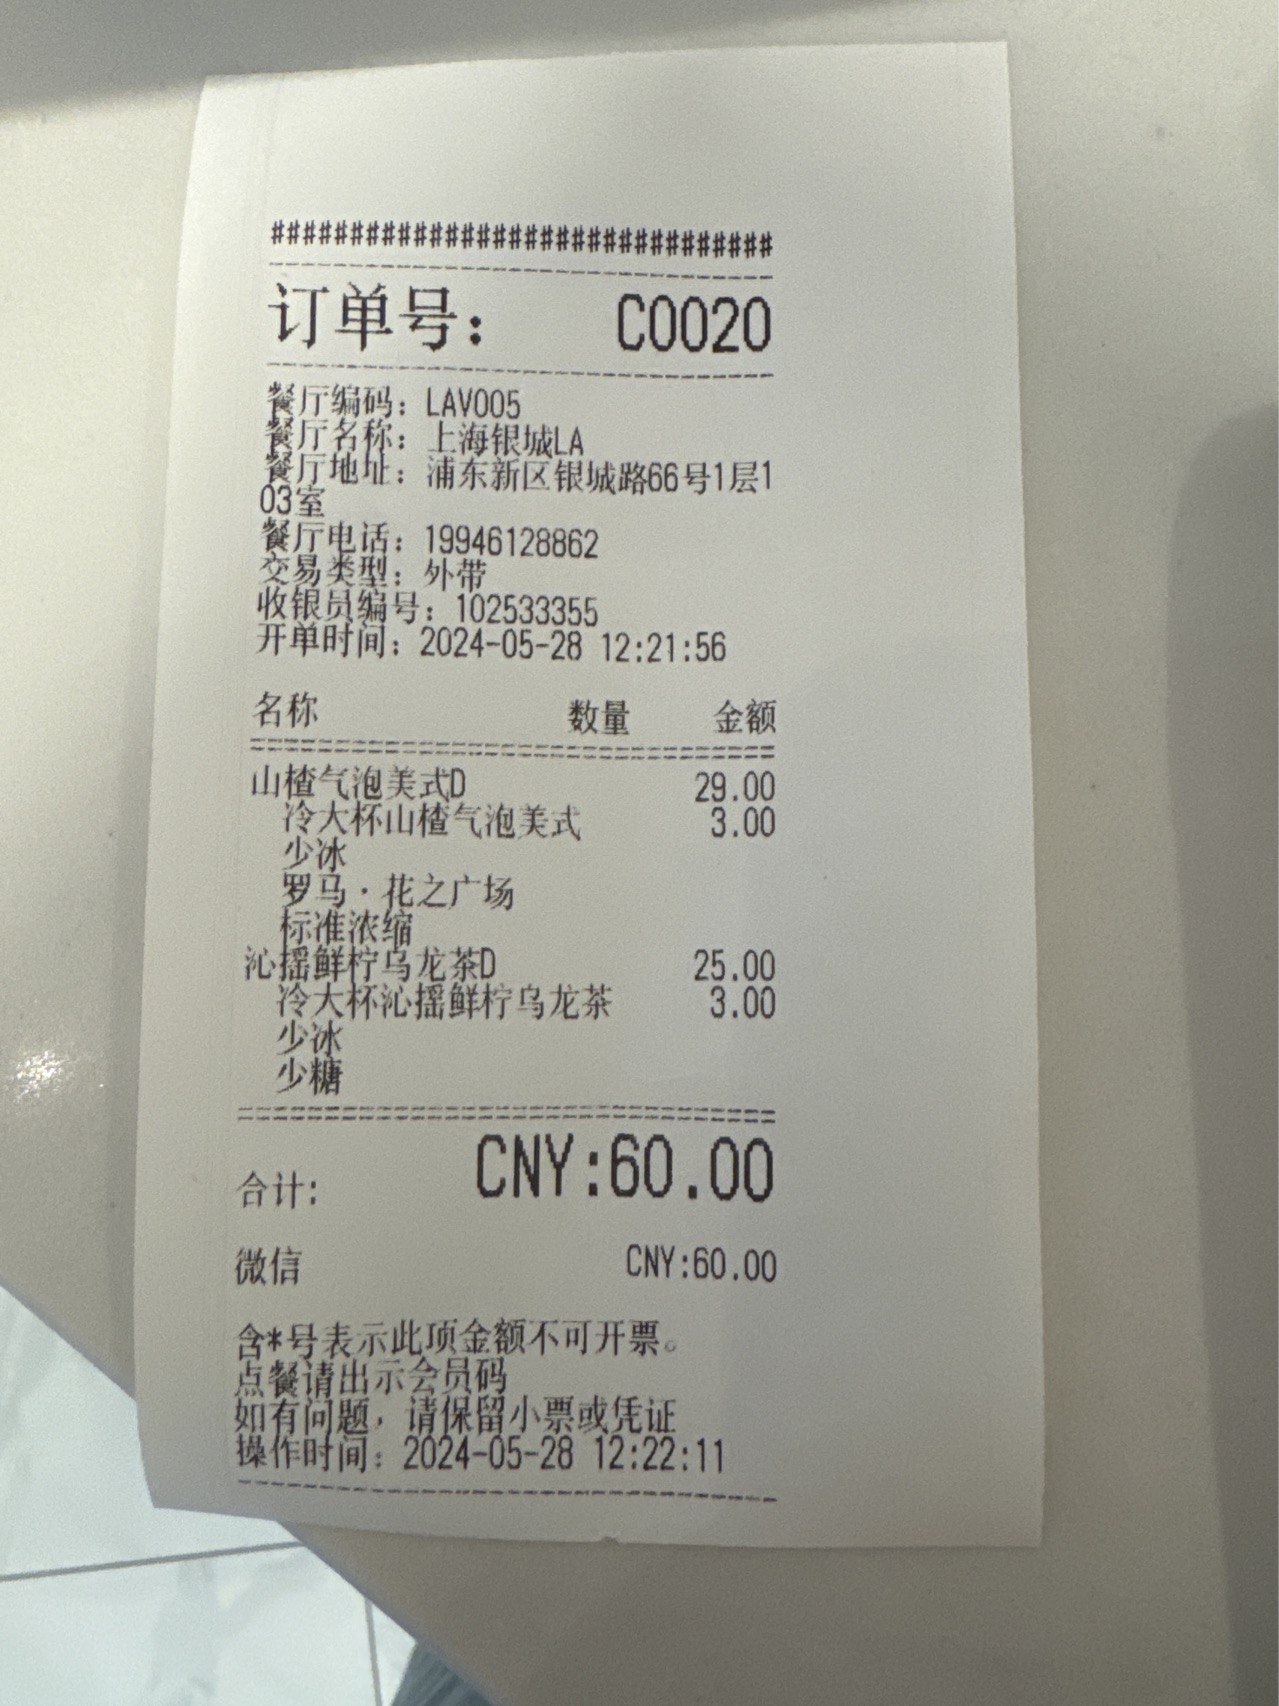 ################################
订单号： C0020
餐厅编码：LAV005
餐厅名称：上海银城LA
餐厅地址：浦东新区银城路66号1层1
03室
餐厅电话：19946128862
交易类型：外带
收银员编号：102533355
开单时间：2024-05-28 12:21:56
名称 数量 金额
山楂气泡美式D 29.00
冷大杯山楂气泡美式 3.00
少冰
罗马·花之广场
标准浓缩
沁摇鲜柠乌龙茶D 25.00
冷大杯沁摇鲜柠乌龙茶 3.00
少冰
少糖
合计： CNY:60.00
微信 CNY:60.00
含*号表示此项金额不可开票。
点餐请出示会员码
如有问题，请保留小票或凭证
操作时间：2024-05-28 12:22:11